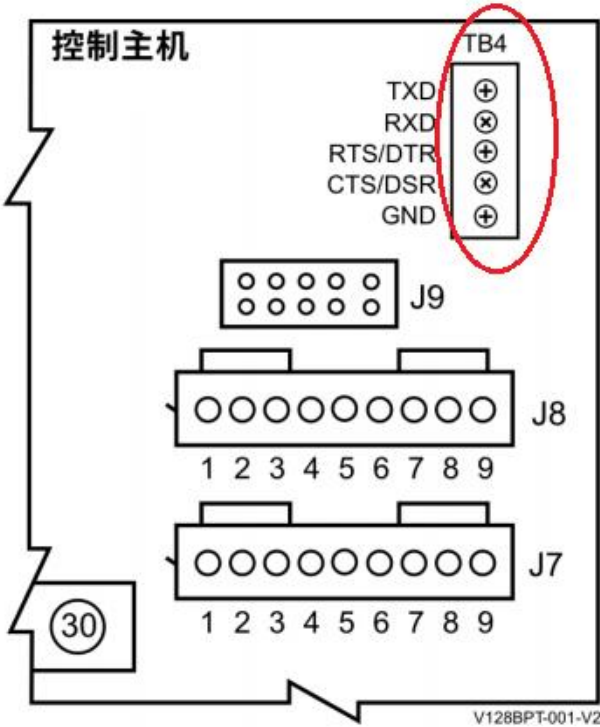 控制主机
TB4
TXD
RXD
RTS/DTR
CTS/DSR
GND
J9
J8
1 2 3 4 5 6 7 8 9
J7
1 2 3 4 5 6 7 8 9
30
V128BPT-001-V2